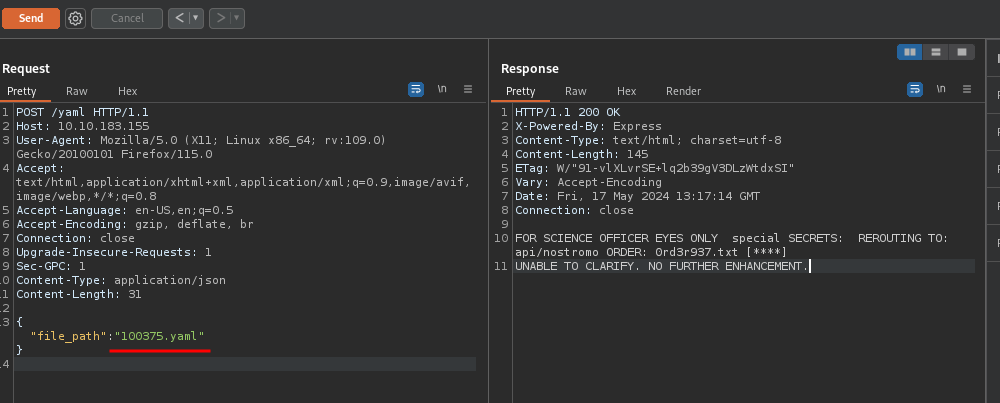 Send Cancel < ▼ > ▼
Request
Pretty Raw Hex \n
1 POST /yaml HTTP/1.1
2 Host: 10.10.183.155
3 User-Agent: Mozilla/5.0 (X11; Linux x86_64; rv:109.0)
Gecko/20100101 Firefox/115.0
4 Accept:
text/html,application/xhtml+xml,application/xml;q=0.9,image/avif,
image/webp,*/*;q=0.8
5 Accept-Language: en-US,en;q=0.5
6 Accept-Encoding: gzip, deflate, br
7 Connection: close
8 Upgrade-Insecure-Requests: 1
9 Sec-GPC: 1
10 Content-Type: application/json
11 Content-Length: 31
12
13 {
"file_path":"100375.yaml"
}
14
Response
Pretty Raw Hex Render \n
1 HTTP/1.1 200 OK
2 X-Powered-By: Express
3 Content-Type: text/html; charset=utf-8
4 Content-Length: 145
5 ETag: W/"91-vlXLvrSE+lq2b39gV3DLzWtdxSI"
6 Vary: Accept-Encoding
7 Date: Fri, 17 May 2024 13:17:14 GMT
8 Connection: close
9
10 FOR SCIENCE OFFICER EYES ONLY  special SECRETS:  REROUTING TO:
api/nostromo ORDER: 0rd3r937.txt [****]
11 UNABLE TO CLARIFY. NO FURTHER ENHANCEMENT.